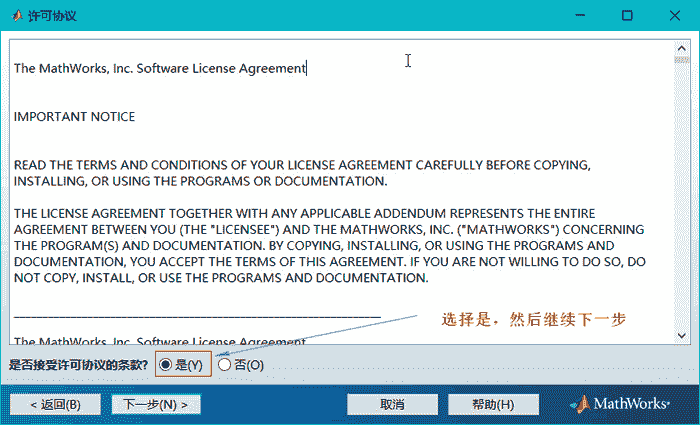 许可协议
The MathWorks, Inc. Software License Agreement
IMPORTANT NOTICE
READ THE TERMS AND CONDITIONS OF YOUR LICENSE AGREEMENT CAREFULLY BEFORE COPYING,
INSTALLING, OR USING THE PROGRAMS OR DOCUMENTATION.
THE LICENSE AGREEMENT TOGETHER WITH ANY APPLICABLE ADDENDUM REPRESENTS THE ENTIRE
AGREEMENT BETWEEN YOU (THE "LICENSEE") AND THE MATHWORKS, INC. ("MATHWORKS") CONCERNING
THE PROGRAM(S) AND DOCUMENTATION. BY COPYING, INSTALLING, OR USING THE PROGRAMS AND
DOCUMENTATION, YOU ACCEPT THE TERMS OF THIS AGREEMENT. IF YOU ARE NOT WILLING TO DO SO, DO
NOT COPY, INSTALL, OR USE THE PROGRAMS AND DOCUMENTATION.
选择是，然后继续下一步
The MathWorks, Inc. Software License Agreement
是否接受许可协议的条款? 是(Y) 否(O)
< 返回(B) 下一步(N) > 取消 帮助(H) MathWorks®